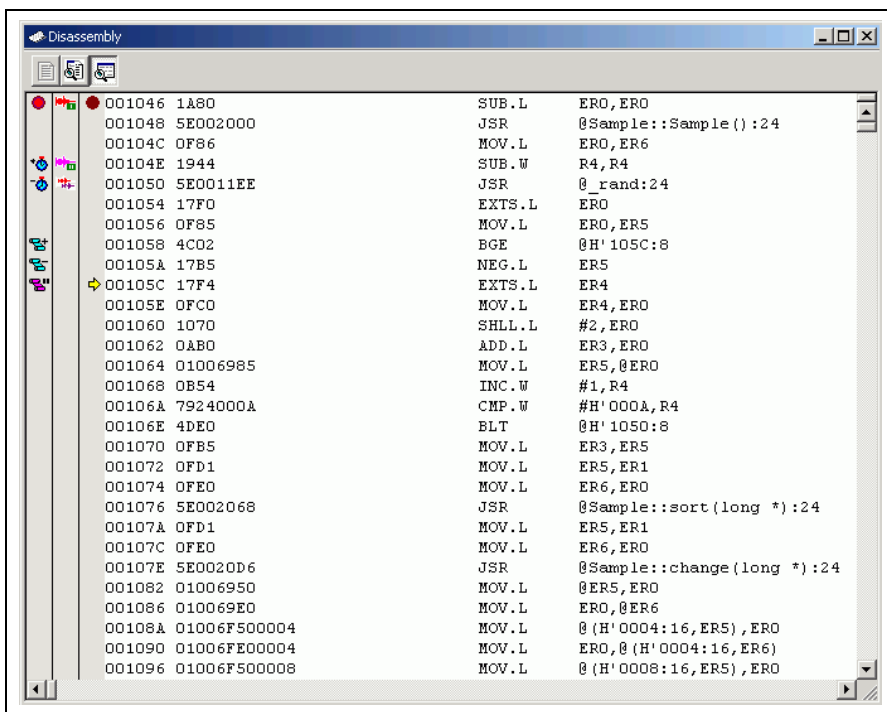 Disassembly
001046 1A80 SUB.L ER0,ER0
001048 5E002000 JSR @Sample::Sample():24
00104C 0F86 MOV.L ER0,ER6
00104E 1944 SUB.W R4,R4
001050 5E0011EE JSR @_rand:24
001054 17F0 EXTS.L ER0
001056 0F85 MOV.L ER0,ER5
001058 4C02 BGE @H'105C:8
00105A 17B5 NEG.L ER5
00105C 17F4 EXTS.L ER4
00105E 0FC0 MOV.L ER4,ER0
001060 1070 SHLL.L #2,ER0
001062 0AB0 ADD.L ER3,ER0
001064 01006985 MOV.L ER5,@ER0
001068 0B54 INC.W #1,R4
00106A 7924000A CMP.W #H'000A,R4
00106E 4DE0 BLT @H'1050:8
001070 0FB5 MOV.L ER3,ER5
001072 0FD1 MOV.L ER5,ER1
001074 0FE0 MOV.L ER6,ER0
001076 5E002068 JSR @Sample::sort(long *):24
00107A 0FD1 MOV.L ER5,ER1
00107C 0FE0 MOV.L ER6,ER0
00107E 5E0020D6 JSR @Sample::change(long *):24
001082 01006950 MOV.L @ER5,ER0
001086 010069E0 MOV.L ER0,@ER6
00108A 01006F500004 MOV.L @(H'0004:16,ER5),ER0
001090 01006FE00004 MOV.L ER0,@(H'0004:16,ER6)
001096 01006F500008 MOV.L @(H'0008:16,ER5),ER0